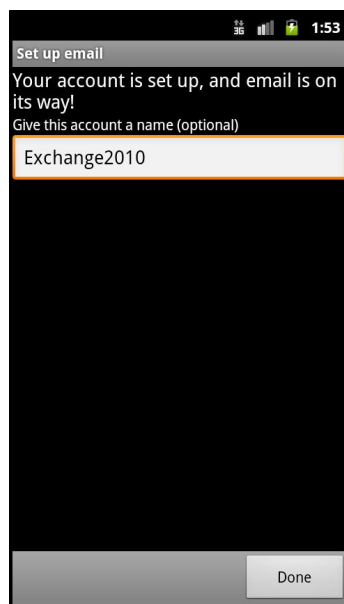 3G 1:53
Set up email
Your account is set up, and email is on
its way!
Give this account a name (optional)
Exchange2010
Done